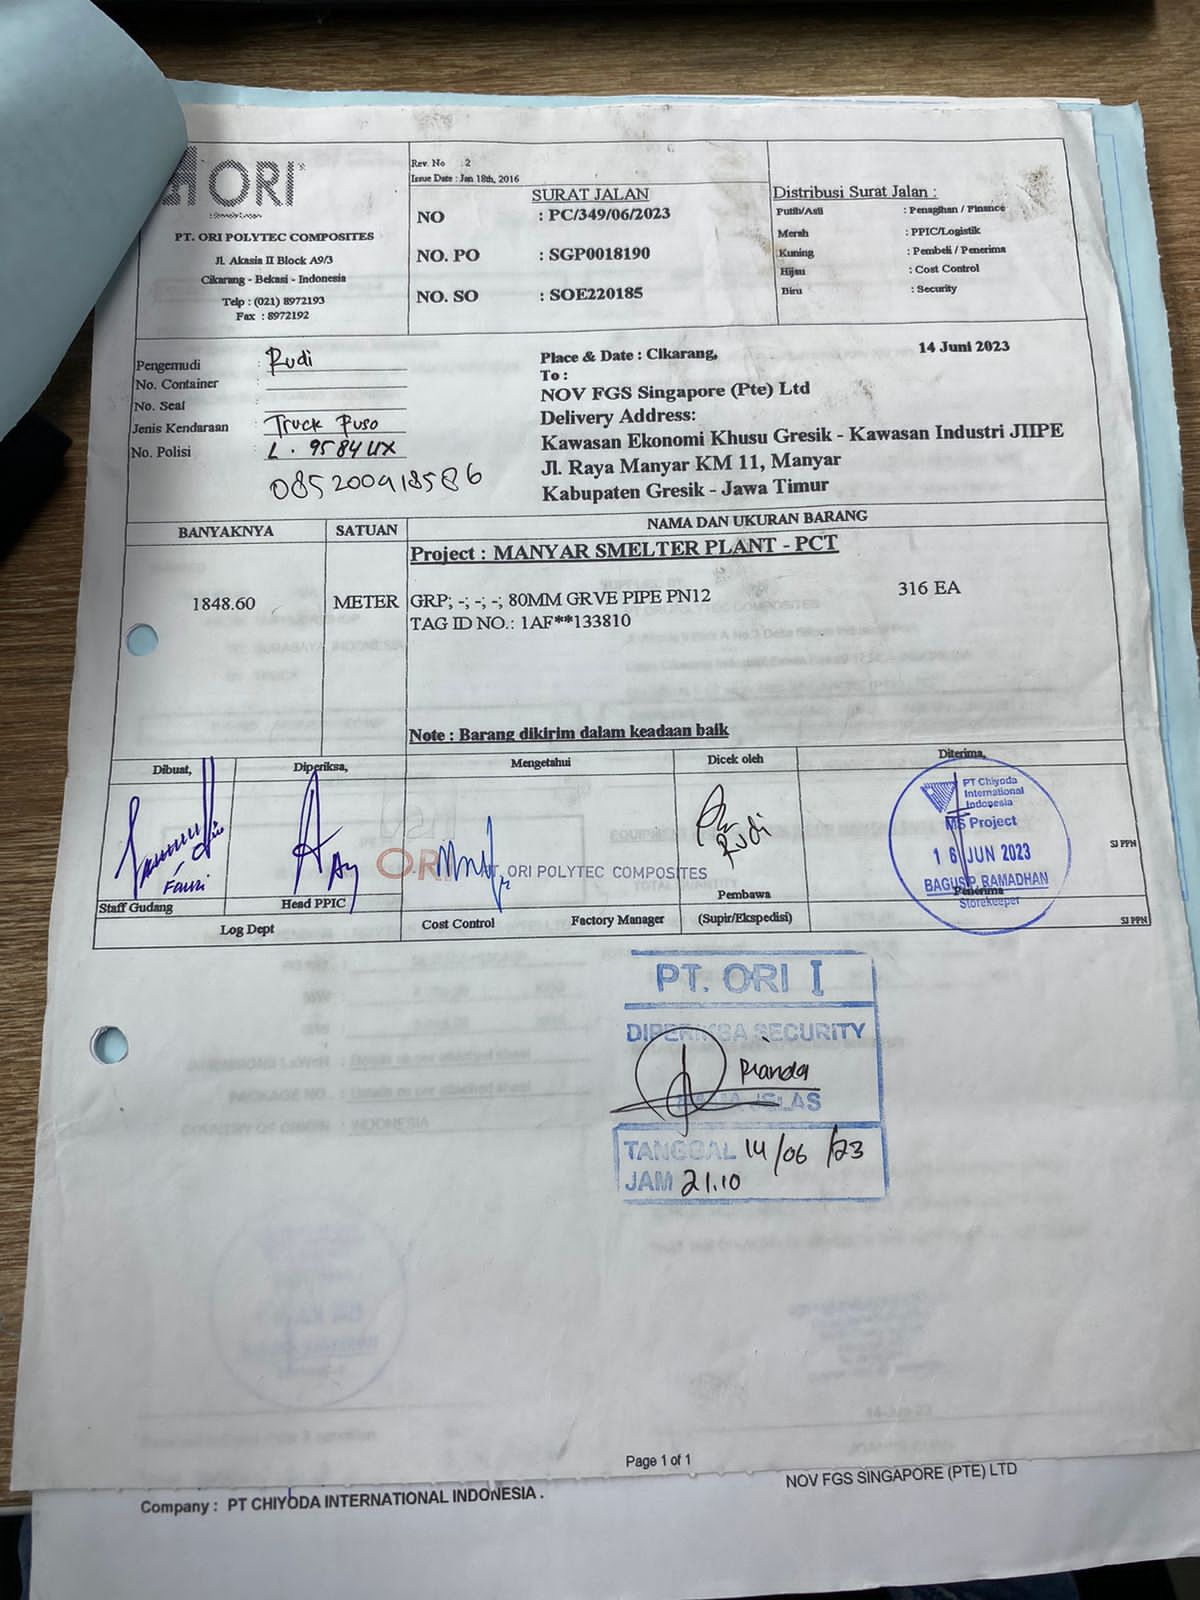 ORI
PT. ORI POLYTEC COMPOSITES
Jl. Akasia II Block A9/3
Cikarang - Bekasi - Indonesia
Telp : (021) 8972193
Fax : 8972192
Rev. No : 2
Issue Date : Jan 18th, 2016
SURAT JALAN
NO : PC/349/06/2023
NO. PO : SGP0018190
NO. SO : SOE220185
Distribusi Surat Jalan :
Putih/Asli : Penagihan / Finance
Merah : PPIC/Logistik
Kuning : Pembeli / Penerima
Hijau : Cost Control
Biru : Security
Pengemudi : Rudi
No. Container :
No. Seal :
Jenis Kendaraan : Truck Fuso
No. Polisi : L. 9584 UX
085200918586
Place & Date : Cikarang, 14 Juni 2023
To :
NOV FGS Singapore (Pte) Ltd
Delivery Address:
Kawasan Ekonomi Khusu Gresik - Kawasan Industri JIIPE
Jl. Raya Manyar KM 11, Manyar
Kabupaten Gresik - Jawa Timur
BANYAKNYA SATUAN NAMA DAN UKURAN BARANG
Project : MANYAR SMELTER PLANT - PCT
1848.60 METER GRP; -; -; -; 80MM GRVE PIPE PN12 316 EA
TAG ID NO.: 1AF**133810
Note : Barang dikirim dalam keadaan baik
Dibuat, Diperiksa, Mengetahui Dicek oleh Diterima,
Fauzi
Rudi
ORI PT. ORI POLYTEC COMPOSITES
PT Chiyoda
International
Indonesia
MS Project
16 JUN 2023
BAGUS P. RAMADHAN
Storekeeper
SJ PPN
Staff Gudang Head PPIC Pembawa Penerima
Log Dept Cost Control Factory Manager (Supir/Ekspedisi) SJ PPN
PT. ORI I
DIPERIKSA SECURITY
Rianda
NAMA JELAS
TANGGAL 14/06/23
JAM 21.10
Page 1 of 1
Company : PT CHIYODA INTERNATIONAL INDONESIA .
NOV FGS SINGAPORE (PTE) LTD